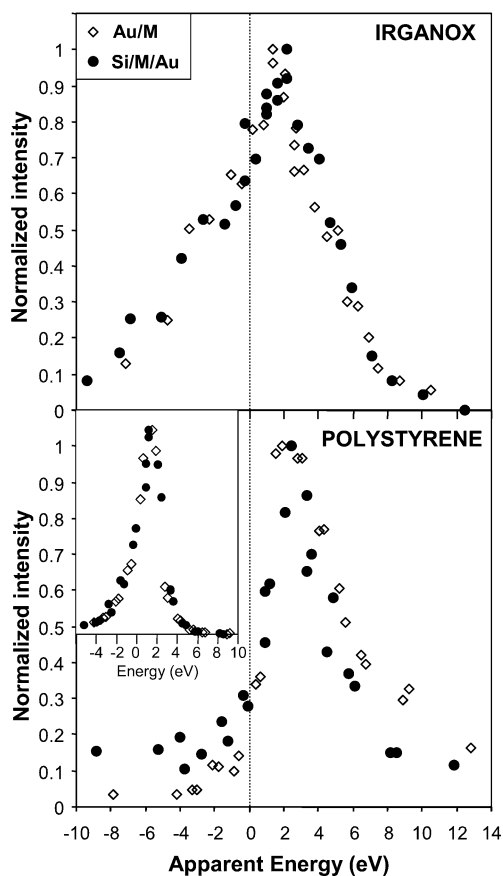 Au/M
Si/M/Au
IRGANOX
Normalized intensity
1
0.9
0.8
0.7
0.6
0.5
0.4
0.3
0.2
0.1
0
POLYSTYRENE
Normalized intensity
1
0.9
0.8
0.7
0.6
0.5
0.4
0.3
0.2
0.1
0
-4 -2 0 2 4 6 8 10
Energy (eV)
-10 -8 -6 -4 -2 0 2 4 6 8 10 12 14
Apparent Energy (eV)